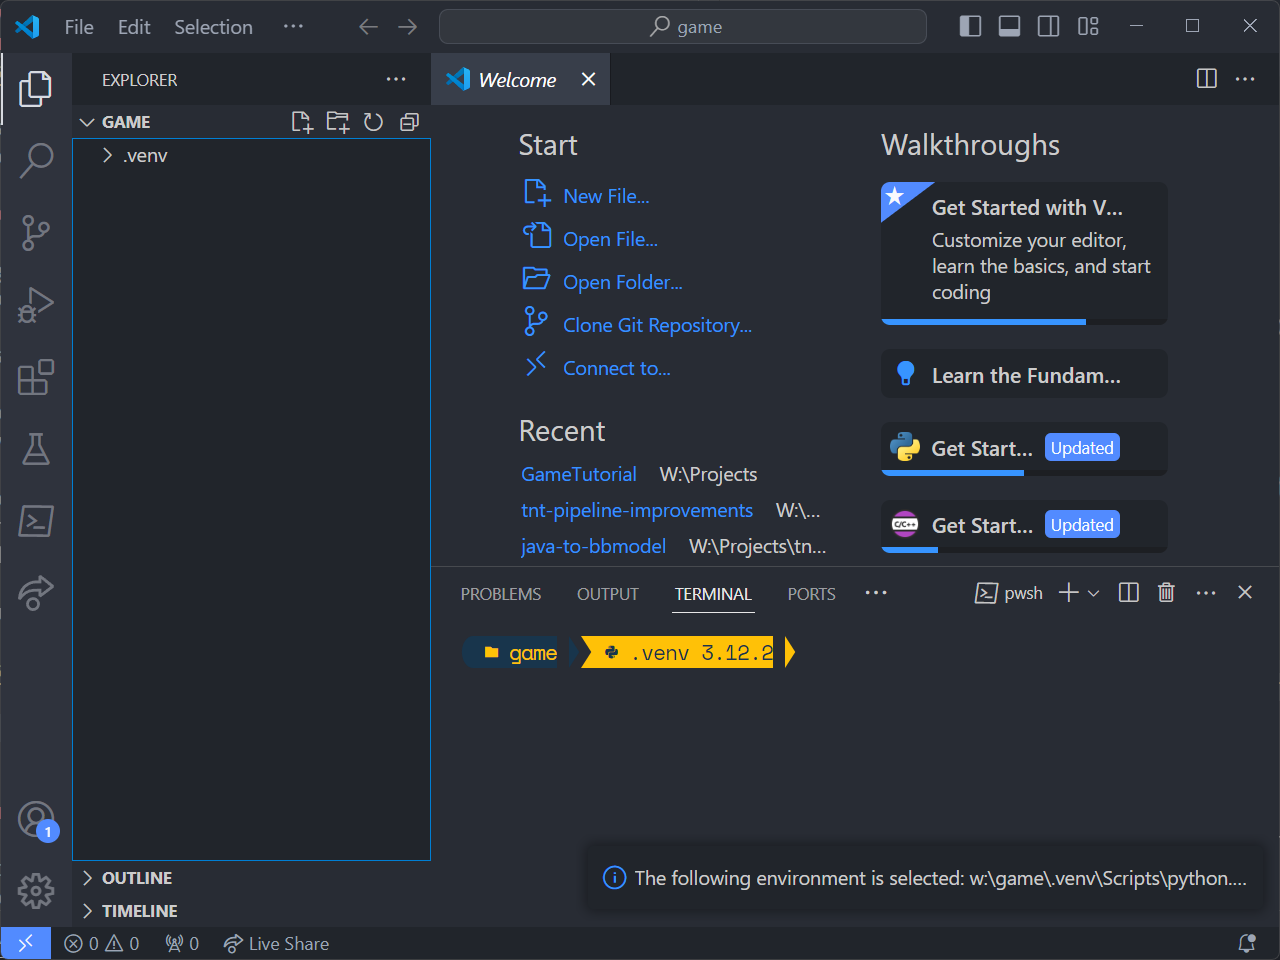 File Edit Selection ··· game
EXPLORER ···
Welcome
GAME
.venv
Start
New File...
Open File...
Open Folder...
Clone Git Repository...
Connect to...
Recent
GameTutorial W:\Projects
tnt-pipeline-improvements W:\...
java-to-bbmodel W:\Projects\tn...
Walkthroughs
Get Started with V...
Customize your editor,
learn the basics, and start
coding
Learn the Fundam...
Get Start... Updated
C/C++ Get Start... Updated
PROBLEMS OUTPUT TERMINAL PORTS ··· pwsh
game .venv 3.12.2
1
The following environment is selected: w:\game\.venv\Scripts\python....
OUTLINE
TIMELINE
0 0 0 Live Share